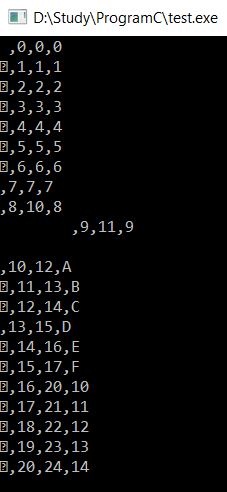 D:\Study\ProgramC\test.exe
,0,0,0
⍰,1,1,1
⍰,2,2,2
⍰,3,3,3
⍰,4,4,4
⍰,5,5,5
⍰,6,6,6
,7,7,7
,8,10,8
,9,11,9
,10,12,A
⍰,11,13,B
⍰,12,14,C
,13,15,D
⍰,14,16,E
⍰,15,17,F
⍰,16,20,10
⍰,17,21,11
⍰,18,22,12
⍰,19,23,13
⍰,20,24,14